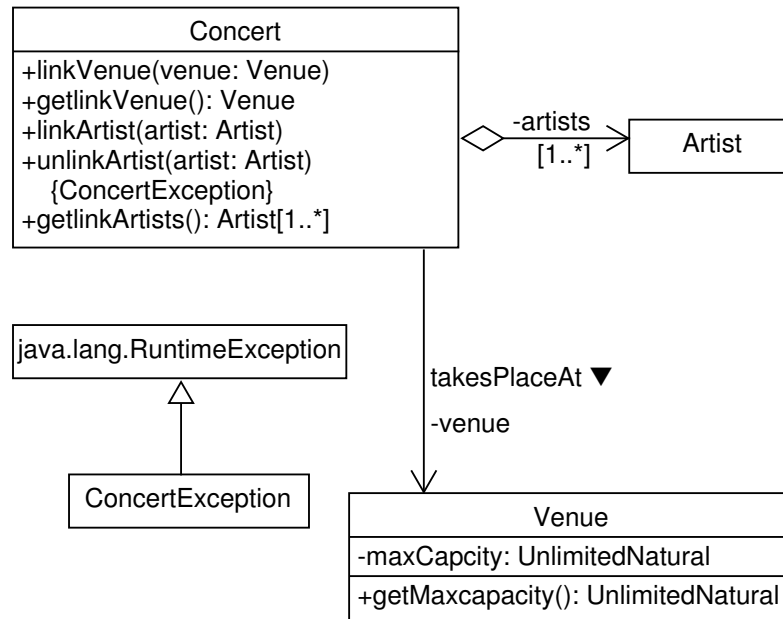 Concert
+linkVenue(venue: Venue)
+getlinkVenue(): Venue
+linkArtist(artist: Artist)
+unlinkArtist(artist: Artist)
{ConcertException}
+getlinkArtists(): Artist[1..*]
-artists
[1..*]
Artist
java.lang.RuntimeException
takesPlaceAt ▼
-venue
ConcertException
Venue
-maxCapcity: UnlimitedNatural
+getMaxcapacity(): UnlimitedNatural